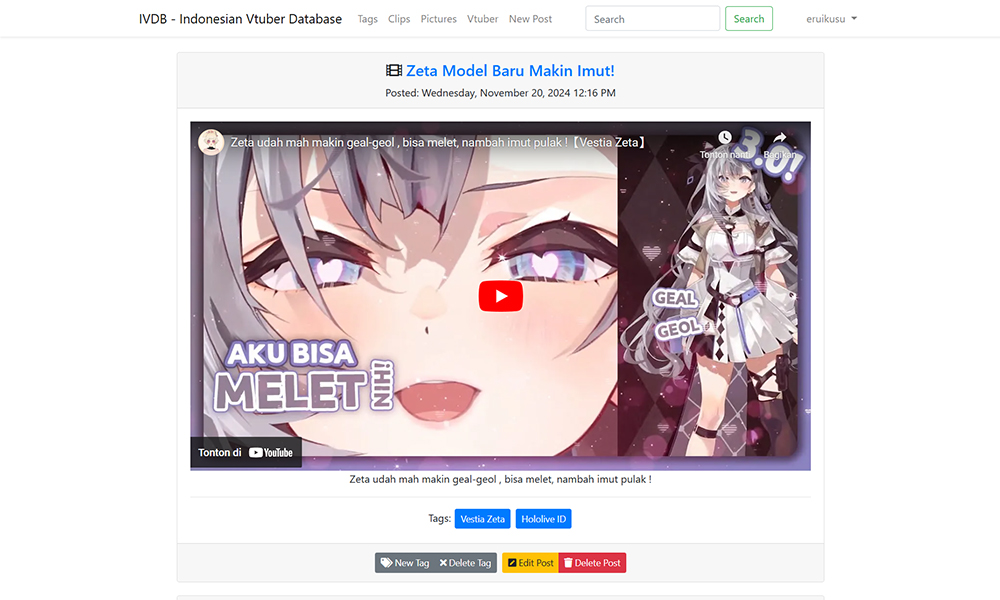 IVDB - Indonesian Vtuber Database Tags Clips Pictures Vtuber New Post Search Search eruikusu
Zeta Model Baru Makin Imut!
Posted: Wednesday, November 20, 2024 12:16 PM
Zeta udah mah makin geal-geol , bisa melet, nambah imut pulak !【Vestia Zeta】
Tonton nanti Bagikan
3.0!
GEAL
GEOL
AKU BISA
MELET
NIH!
Tonton di YouTube
Zeta udah mah makin geal-geol , bisa melet, nambah imut pulak !
Tags: Vestia Zeta Hololive ID
New Tag Delete Tag Edit Post Delete Post